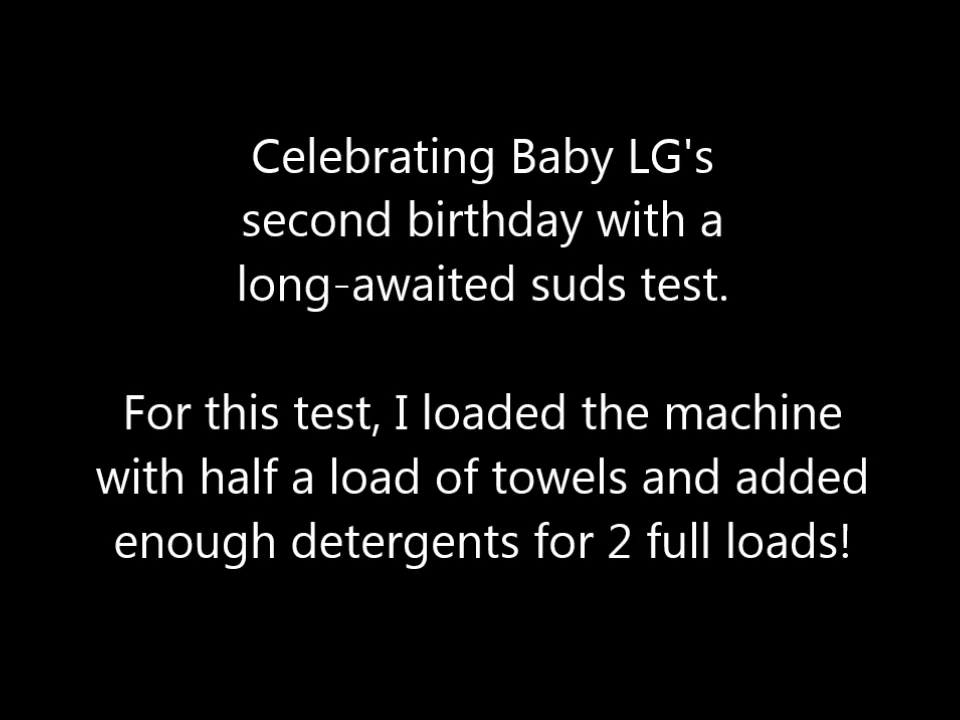 Celebrating Baby LG's
second birthday with a
long-awaited suds test.
For this test, I loaded the machine
with half a load of towels and added
enough detergents for 2 full loads!